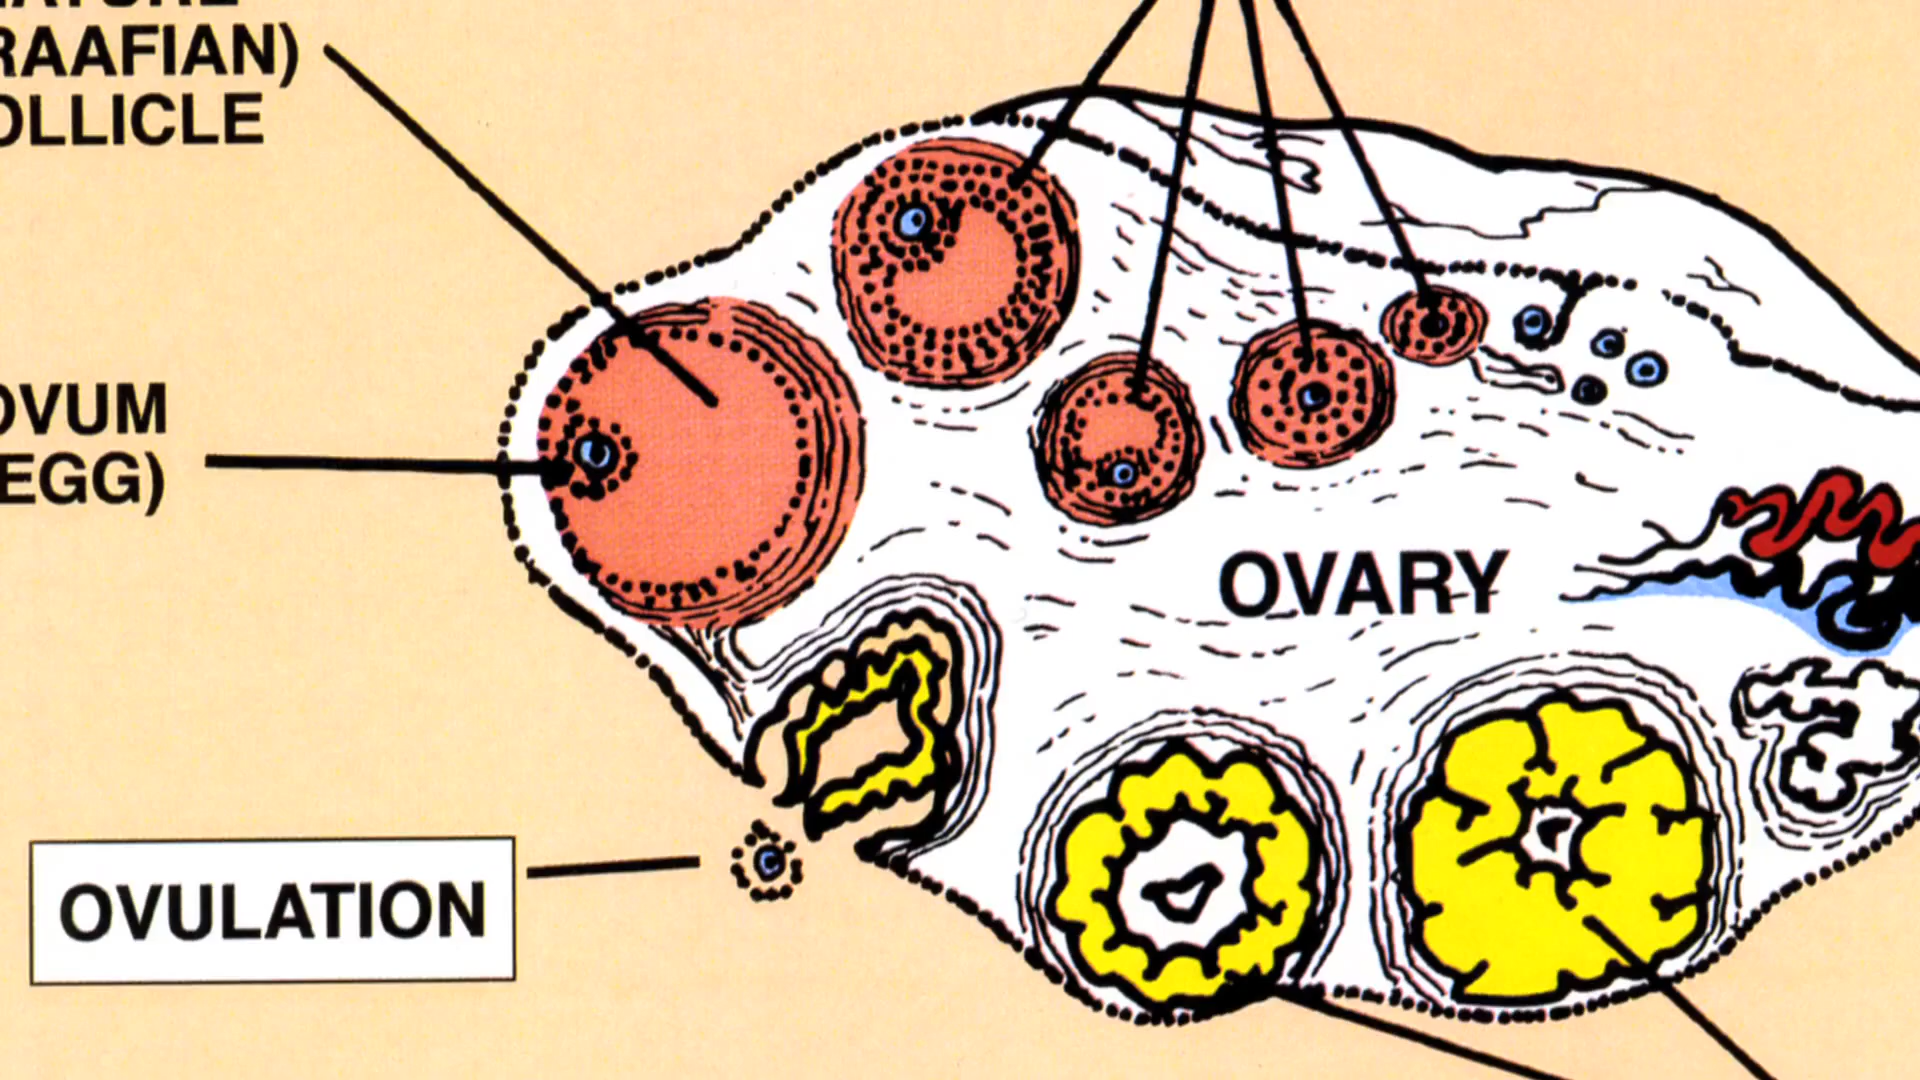 RAAFIAN)
OLLICLE
OVUM
EGG)
OVARY
OVULATION